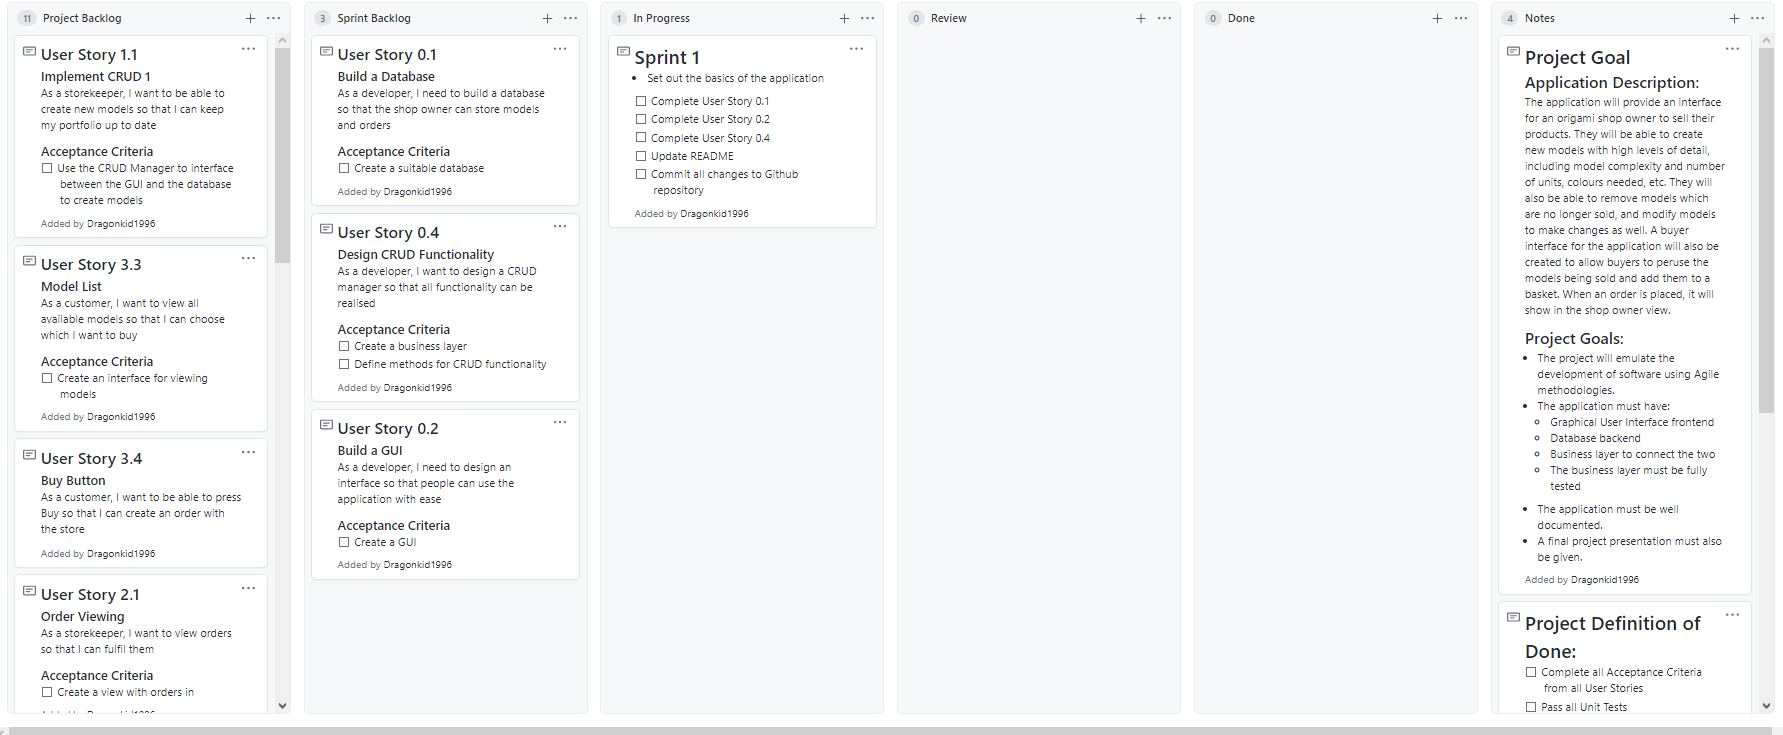 11 Project Backlog
User Story 1.1
Implement CRUD 1
As a storekeeper, I want to be able to
create new models so that I can keep
my portfolio up to date
Acceptance Criteria
Use the CRUD Manager to interface
between the GUI and the database
to create models
Added by Dragonkid1996
User Story 3.3
Model List
As a customer, I want to view all
available models so that I can choose
which I want to buy
Acceptance Criteria
Create an interface for viewing
models
Added by Dragonkid1996
User Story 3.4
Buy Button
As a customer, I want to be able to press
Buy so that I can create an order with
the store
Added by Dragonkid1996
User Story 2.1
Order Viewing
As a storekeeper, I want to view orders
so that I can fulfil them
Acceptance Criteria
Create a view with orders in
3 Sprint Backlog
User Story 0.1
Build a Database
As a developer, I need to build a database
so that the shop owner can store models
and orders
Acceptance Criteria
Create a suitable database
Added by Dragonkid1996
User Story 0.4
Design CRUD Functionality
As a developer, I want to design a CRUD
manager so that all functionality can be
realised
Acceptance Criteria
Create a business layer
Define methods for CRUD functionality
Added by Dragonkid1996
User Story 0.2
Build a GUI
As a developer, I need to design an
interface so that people can use the
application with ease
Acceptance Criteria
Create a GUI
Added by Dragonkid1996
1 In Progress
Sprint 1
Set out the basics of the application
Complete User Story 0.1
Complete User Story 0.2
Complete User Story 0.4
Update README
Commit all changes to Github
repository
Added by Dragonkid1996
0 Review
0 Done
4 Notes
Project Goal
Application Description:
The application will provide an interface
for an origami shop owner to sell their
products. They will be able to create
new models with high levels of detail,
including model complexity and number
of units, colours needed, etc. They will
also be able to remove models which
are no longer sold, and modify models
to make changes as well. A buyer
interface for the application will also be
created to allow buyers to peruse the
models being sold and add them to a
basket. When an order is placed, it will
show in the shop owner view.
Project Goals:
The project will emulate the
development of software using Agile
methodologies.
The application must have:
Graphical User Interface frontend
Database backend
Business layer to connect the two
The business layer must be fully
tested
The application must be well
documented.
A final project presentation must also
be given.
Added by Dragonkid1996
Project Definition of
Done:
Complete all Acceptance Criteria
from all User Stories
Pass all Unit Tests